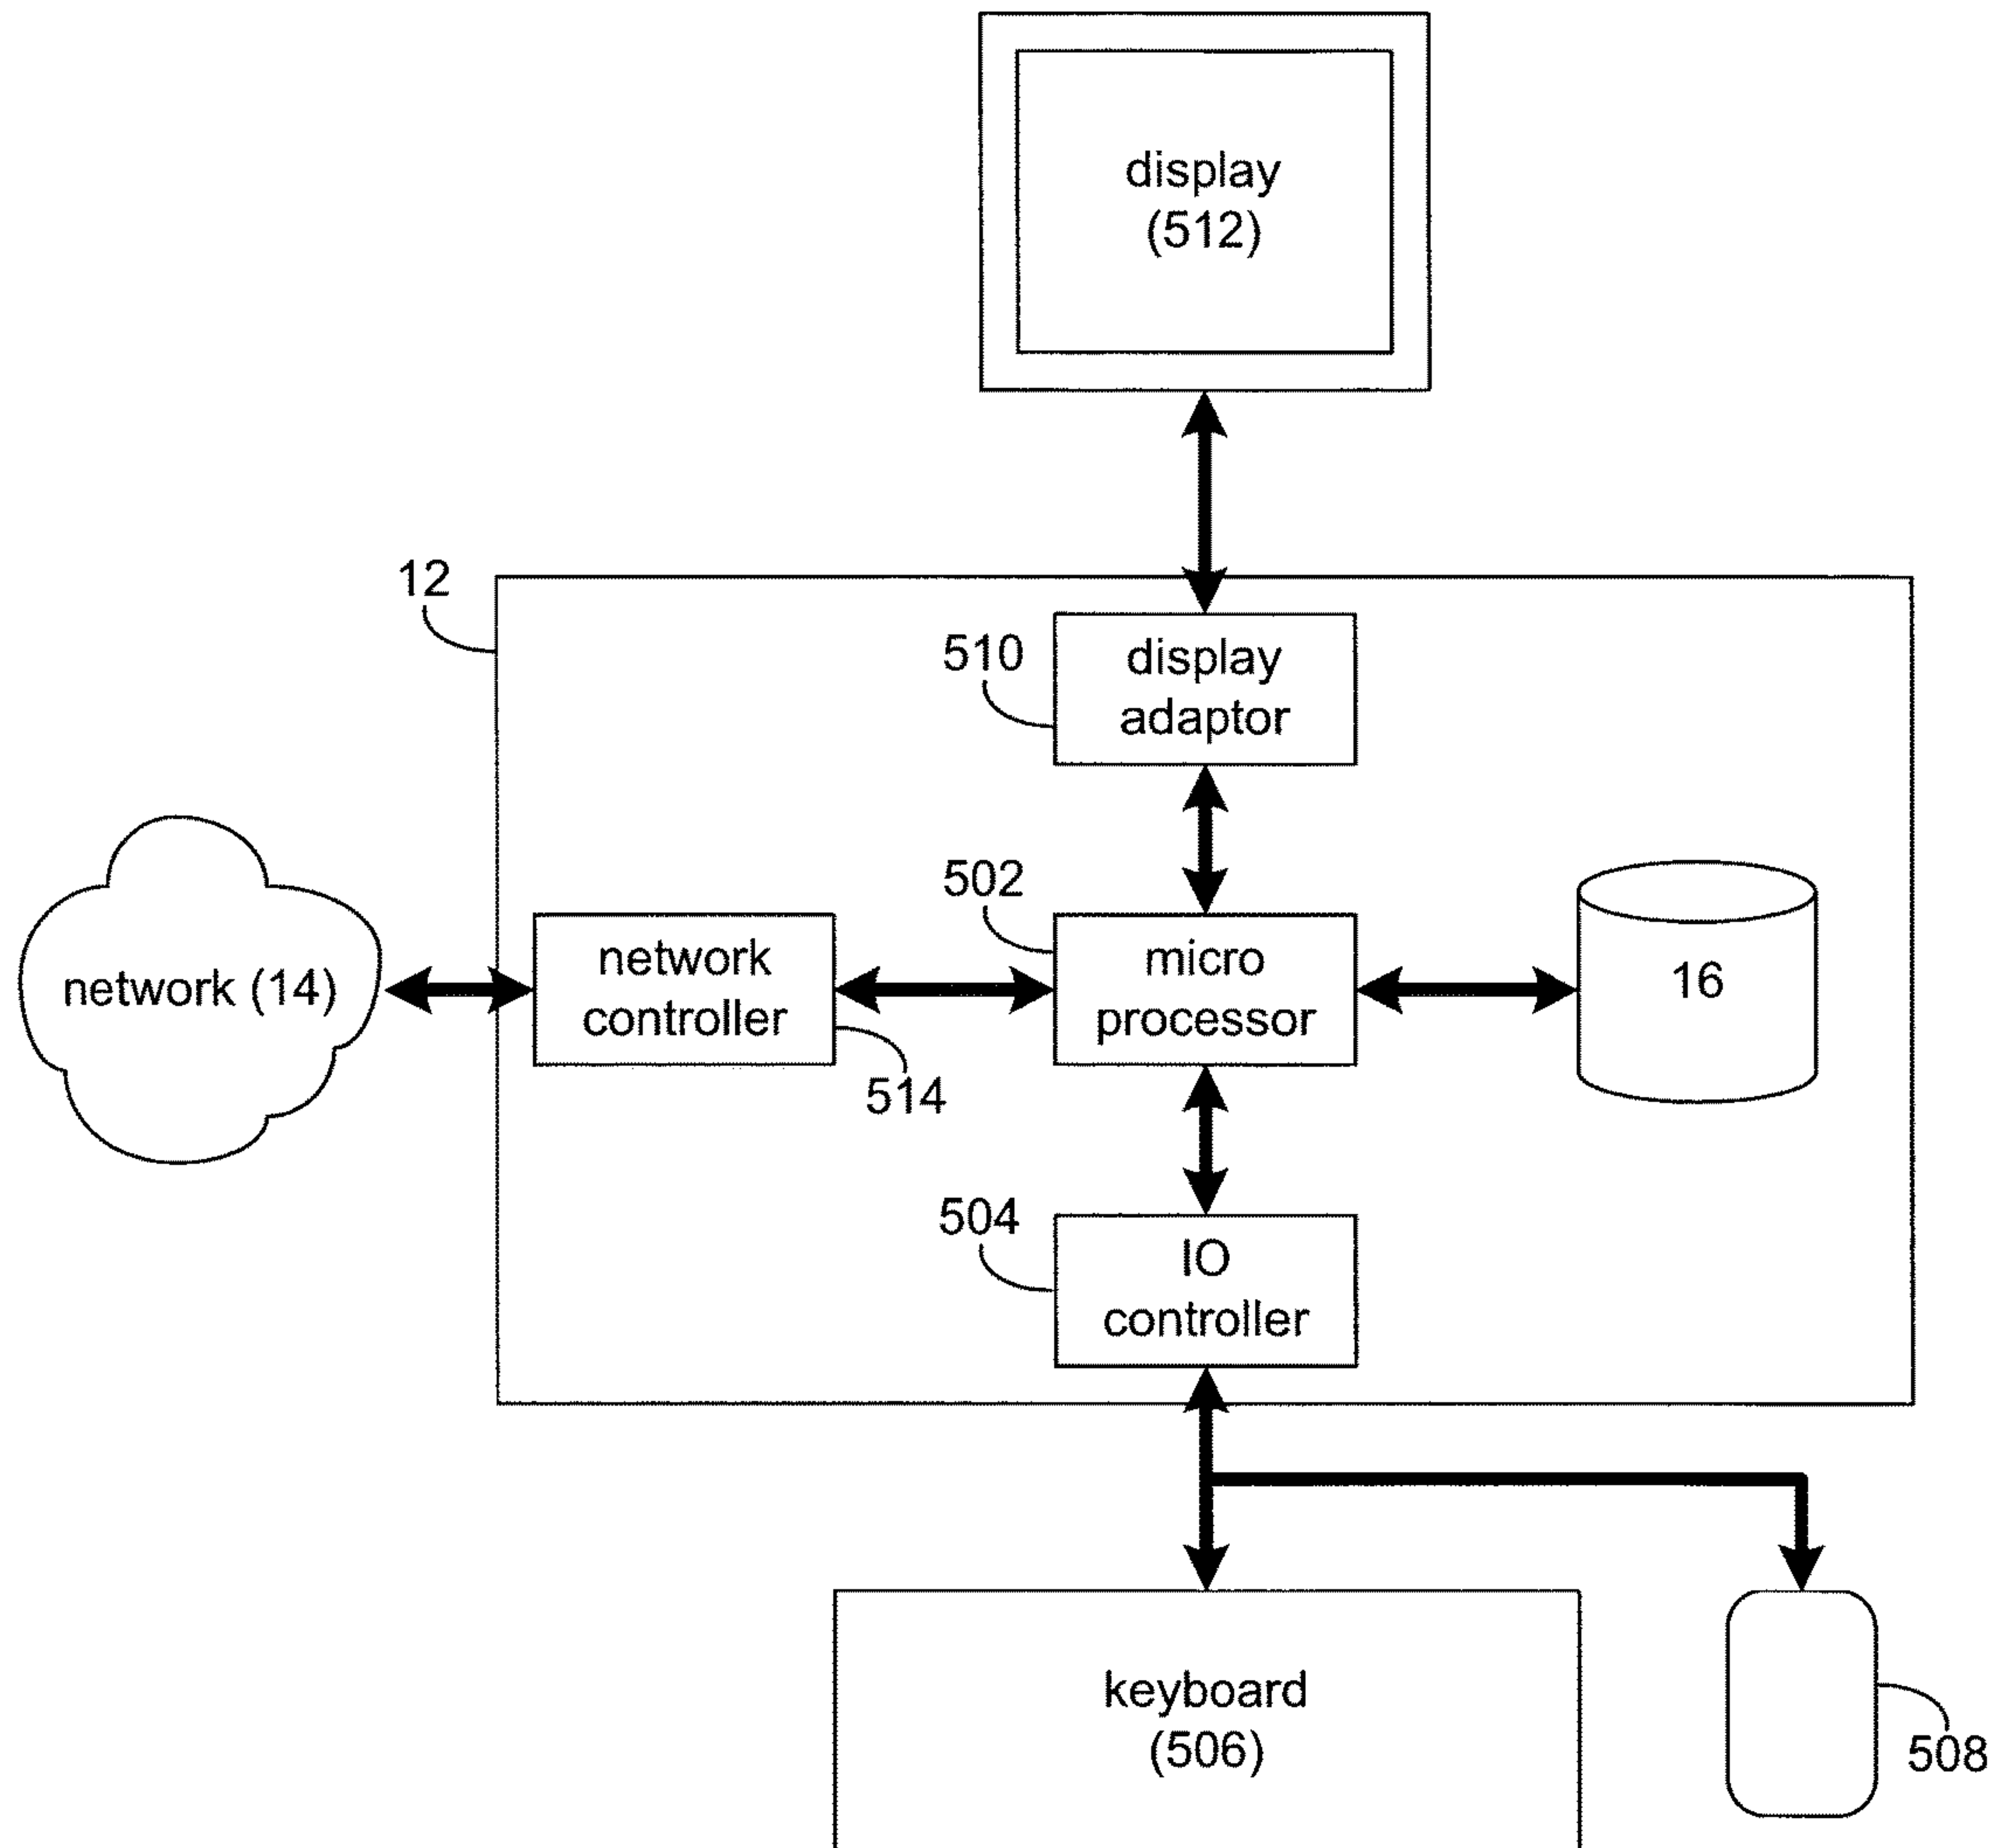 display
(512)
12
510
display
adaptor
502
network
controller
micro
processor
16
network (14)
514
504
IO
controller
keyboard
(506)
508